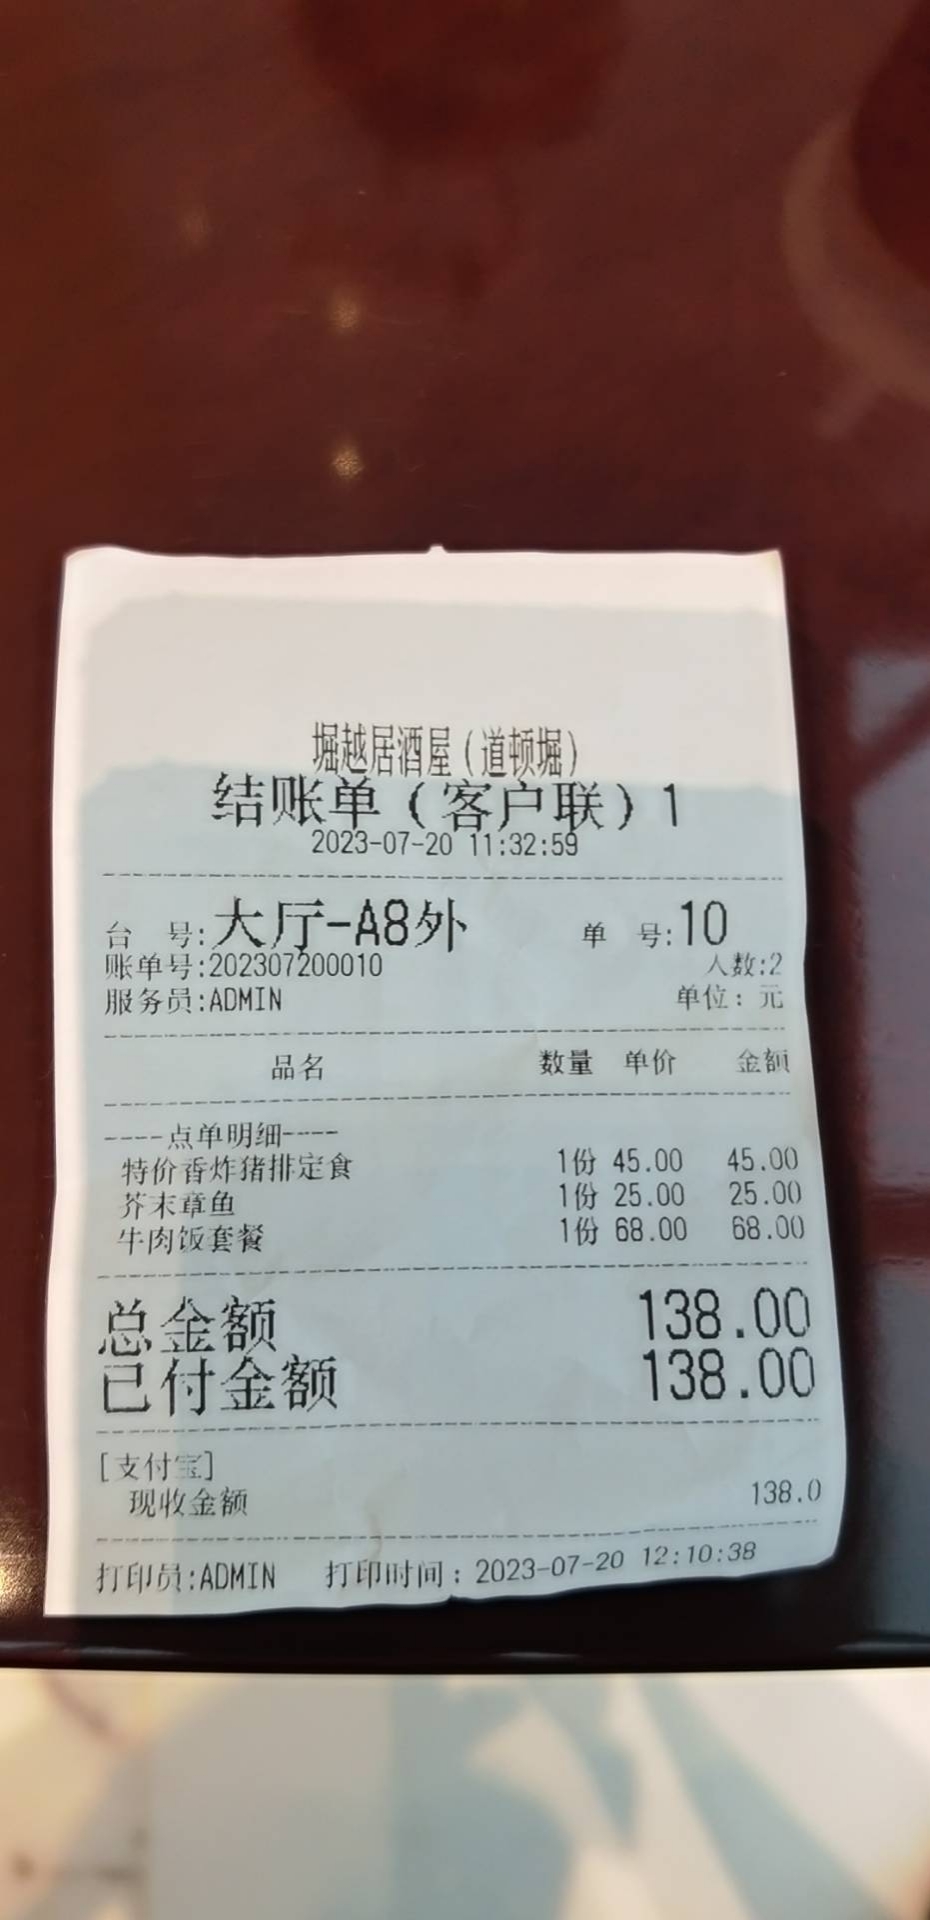 堀越居酒屋(道顿堀)
结账单(客户联)1
2023-07-20 11:32:59
台 号:大厅-A8外 单 号:10
账单号:202307200010 人数:2
服务员:ADMIN 单位: 元
品名 数量 单价 金额
----点单明细----
特价香炸猪排定食 1份 45.00 45.00
芥末章鱼 1份 25.00 25.00
牛肉饭套餐 1份 68.00 68.00
总金额 138.00
已付金额 138.00
[支付宝]
现收金额 138.0
打印员:ADMIN 打印时间: 2023-07-20 12:10:38